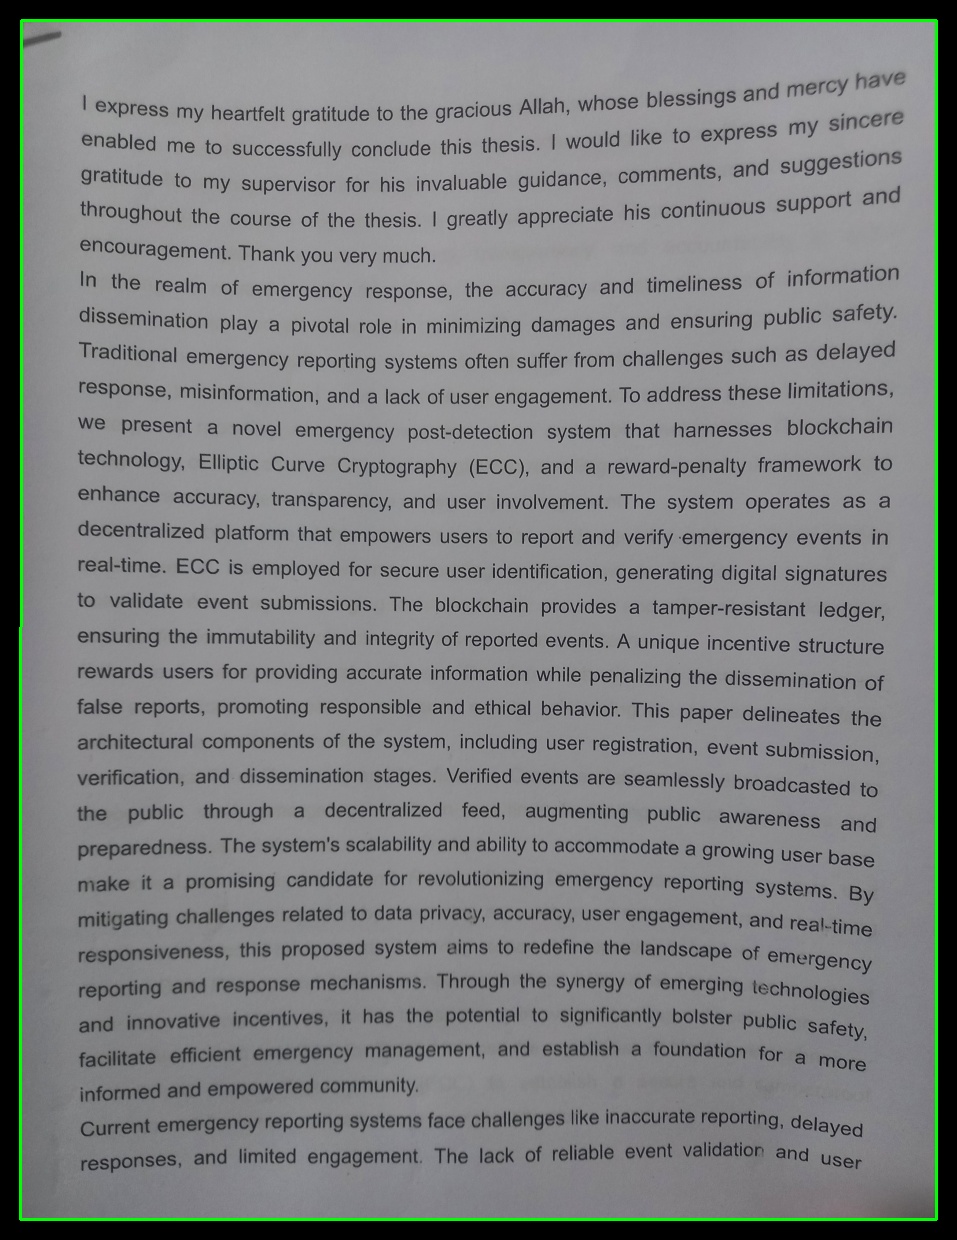 I express my heartfelt gratitude to the gracious Allah, whose blessings and mercy have
enabled me to successfully conclude this thesis. I would like to express my sincere
gratitude to my supervisor for his invaluable guidance, comments, and suggestions
throughout the course of the thesis. I greatly appreciate his continuous support and
encouragement. Thank you very much.
In the realm of emergency response, the accuracy and timeliness of information
dissemination play a pivotal role in minimizing damages and ensuring public safety.
Traditional emergency reporting systems often suffer from challenges such as delayed
response, misinformation, and a lack of user engagement. To address these limitations,
we present a novel emergency post-detection system that harnesses blockchain
technology, Elliptic Curve Cryptography (ECC), and a reward-penalty framework to
enhance accuracy, transparency, and user involvement. The system operates as a
decentralized platform that empowers users to report and verify emergency events in
real-time. ECC is employed for secure user identification, generating digital signatures
to validate event submissions. The blockchain provides a tamper-resistant ledger,
ensuring the immutability and integrity of reported events. A unique incentive structure
rewards users for providing accurate information while penalizing the dissemination of
false reports, promoting responsible and ethical behavior. This paper delineates the
architectural components of the system, including user registration, event submission,
verification, and dissemination stages. Verified events are seamlessly broadcasted to
the public through a decentralized feed, augmenting public awareness and
preparedness. The system's scalability and ability to accommodate a growing user base
make it a promising candidate for revolutionizing emergency reporting systems. By
mitigating challenges related to data privacy, accuracy, user engagement, and real-time
responsiveness, this proposed system aims to redefine the landscape of emergency
reporting and response mechanisms. Through the synergy of emerging technologies
and innovative incentives, it has the potential to significantly bolster public safety,
facilitate efficient emergency management, and establish a foundation for a more
informed and empowered community.
Current emergency reporting systems face challenges like inaccurate reporting, delayed
responses, and limited engagement. The lack of reliable event validation and user